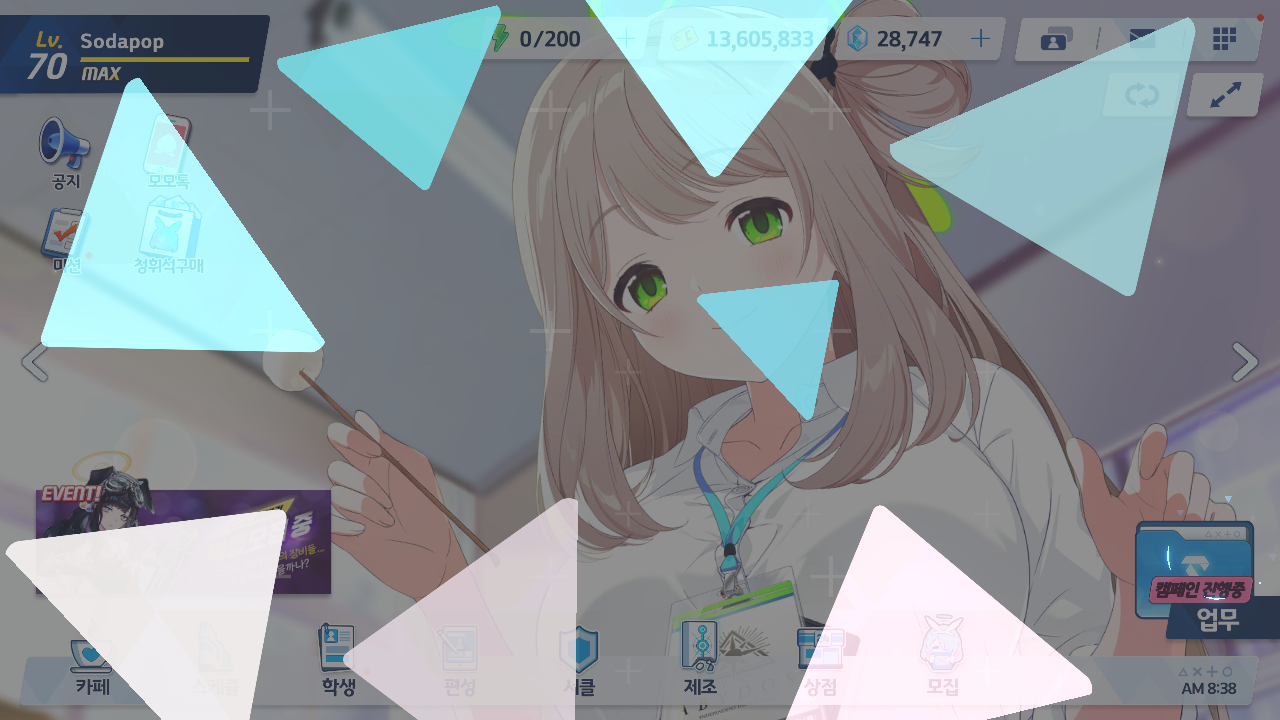 Lv. 70 Sodapop
MAX
0/200
13,605,833
28,747
공지
모모톡
미션
청휘석구매
EVENT!
중
캠페인 진행중
업무
카페
학생
편성
서클
제조
상점
모집
AM 8:38